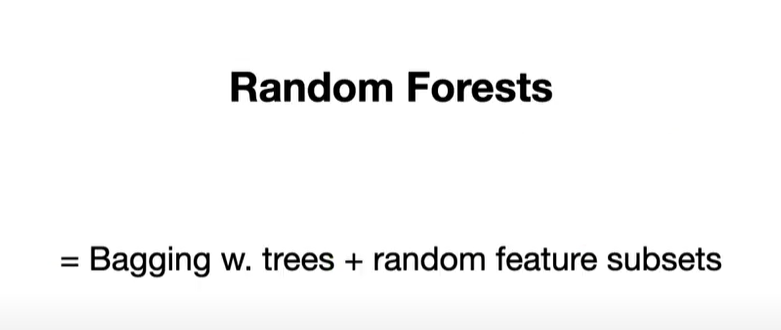 Random Forests
= Bagging w. trees + random feature subsets